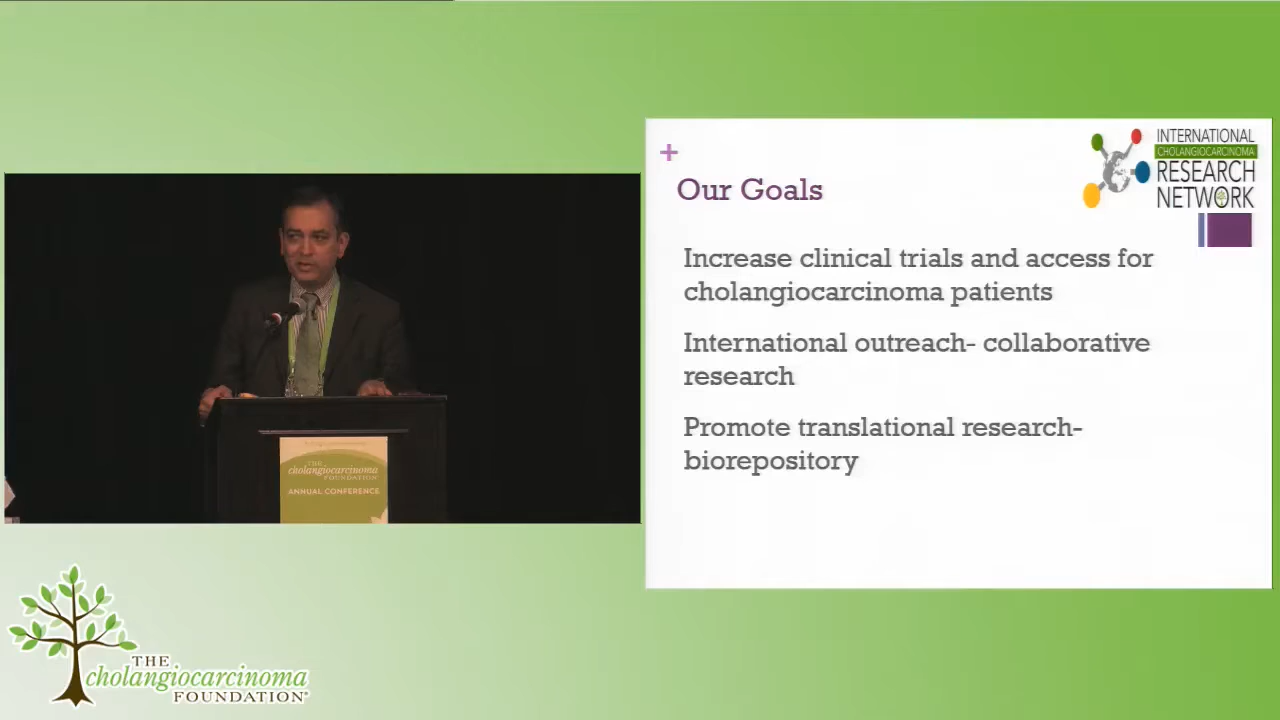 +
Our Goals
INTERNATIONAL
CHOLANGIOCARCINOMA
RESEARCH
NETWORK
Increase clinical trials and access for
cholangiocarcinoma patients
International outreach- collaborative
research
Promote translational research-
biorepository
THE
cholangiocarcinoma
FOUNDATION
ANNUAL CONFERENCE
THE
cholangiocarcinoma
FOUNDATION®